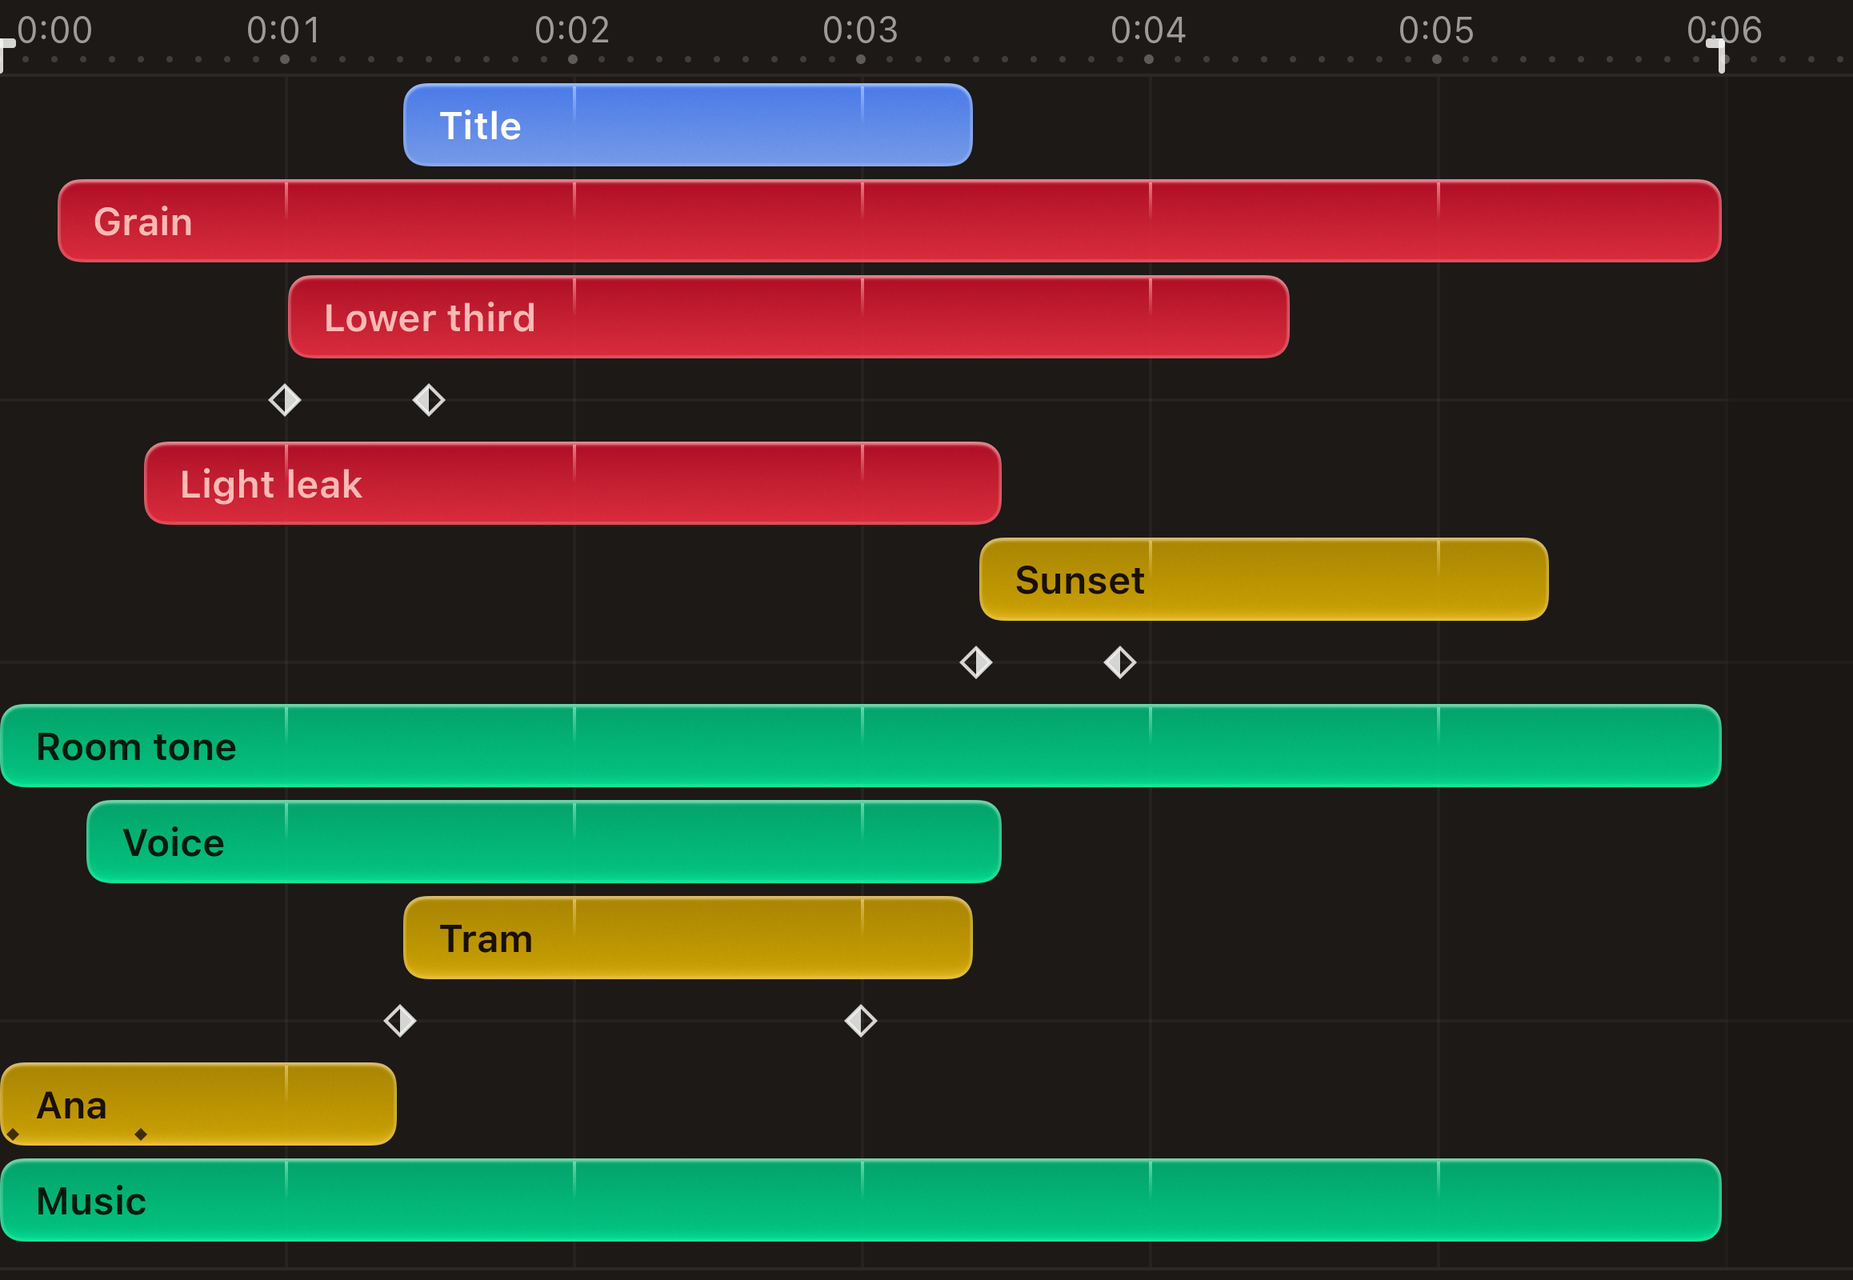 0:00 0:01 0:02 0:03 0:04 0:05 0:06
Title
Grain
Lower third
Light leak
Sunset
Room tone
Voice
Tram
Ana
Music